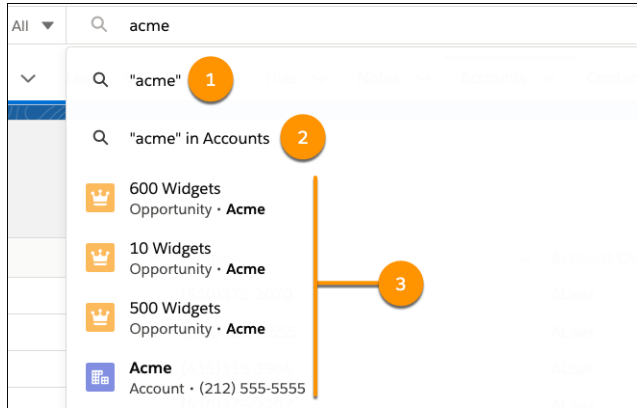 All acme
"acme" 1
"acme" in Accounts 2
600 Widgets
Opportunity • Acme
10 Widgets
Opportunity • Acme
3
500 Widgets
Opportunity • Acme
Acme
Account • (212) 555-5555